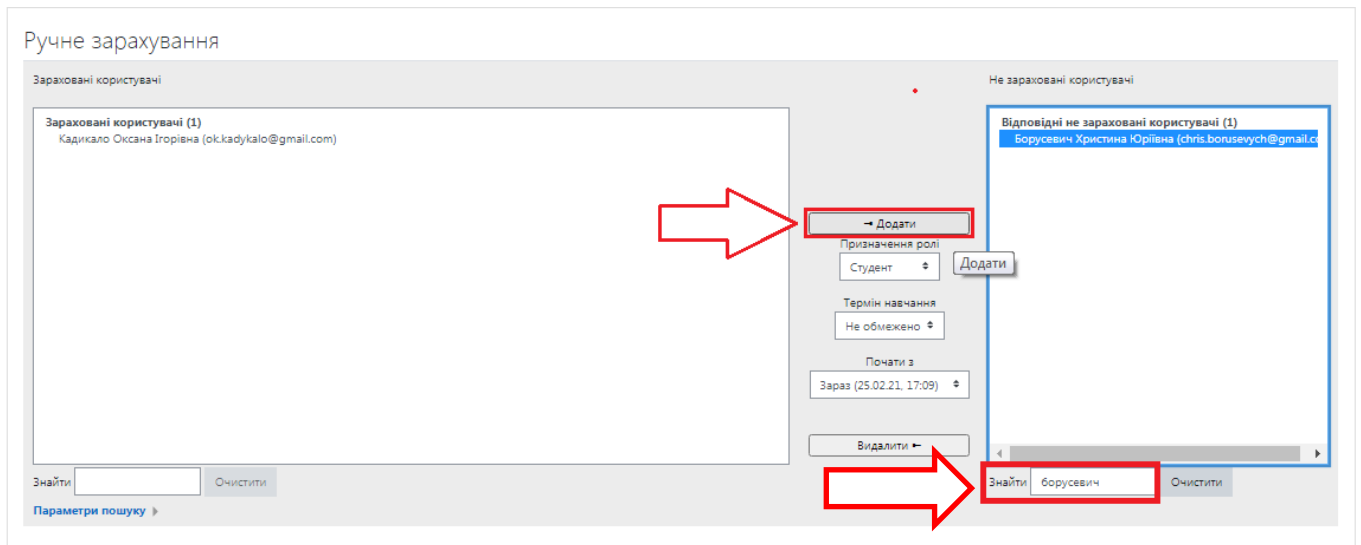 Ручне зарахування
Зараховані користувачі
Зараховані користувачі (1)
Кадикало Оксана Ігорівна (ok.kadykalo@gmail.com)
Знайти
Очистити
Параметри пошуку
→ Додати
Призначення ролі
Студент
Додати
Термін навчання
Не обмежено
Почати з
Зараз (25.02.21, 17:09)
Видалити ←
Не зараховані користувачі
Відповідні не зараховані користувачі (1)
Борусевич Христина Юріївна (chris.borusevych@gmail.c
Знайти борусевич Очистити